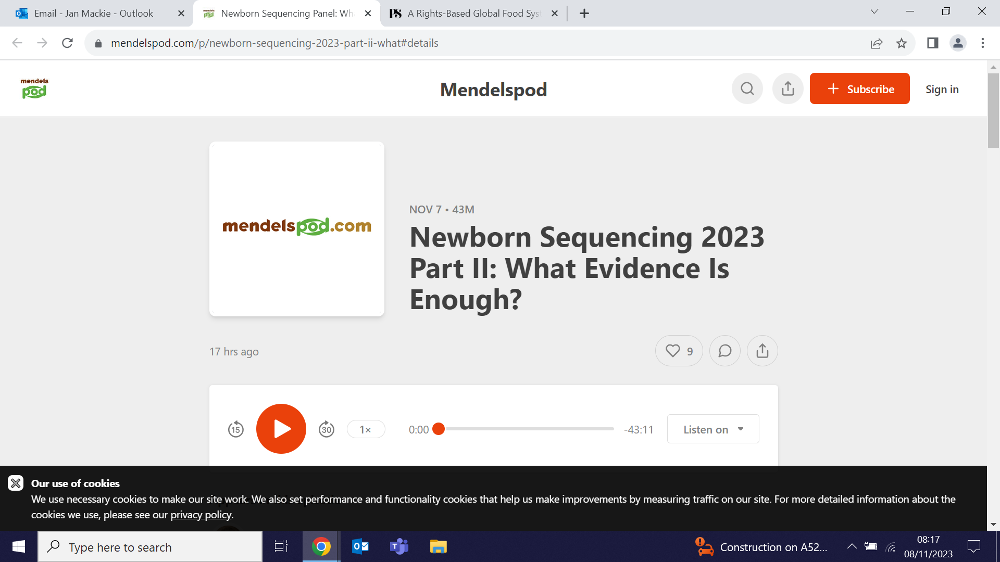 Email - Jan Mackie - Outlook
Newborn Sequencing Panel: Wh
PS A Rights-Based Global Food Sys
mendelspod.com/p/newborn-sequencing-2023-part-ii-what#details
mendels
pod
Mendelspod
Subscribe
Sign in
mendelspod.com
NOV 7 • 43M
Newborn Sequencing 2023
Part II: What Evidence Is
Enough?
17 hrs ago
9
15
30
1×
0:00
-43:11
Listen on
Our use of cookies
We use necessary cookies to make our site work. We also set performance and functionality cookies that help us make improvements by measuring traffic on our site. For more detailed information about the
cookies we use, please see our privacy policy.
Type here to search
Construction on A52...
08:17
08/11/2023